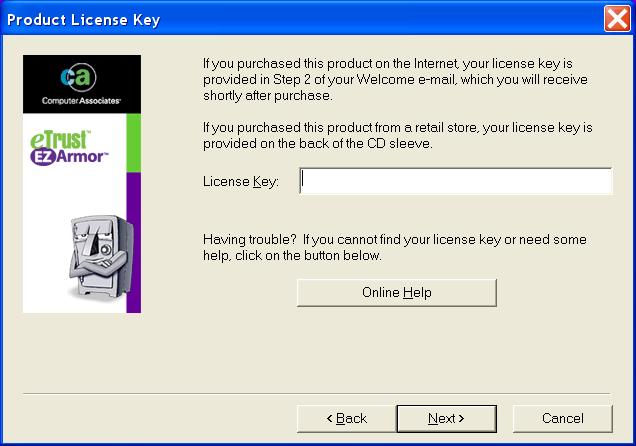 Product License Key
ca
Computer Associates®
eTrust™
EZ Armor™
If you purchased this product on the Internet, your license key is
provided in Step 2 of your Welcome e-mail, which you will receive
shortly after purchase.
If you purchased this product from a retail store, your license key is
provided on the back of the CD sleeve.
License Key:
Having trouble? If you cannot find your license key or need some
help, click on the button below.
Online Help
< Back
Next >
Cancel